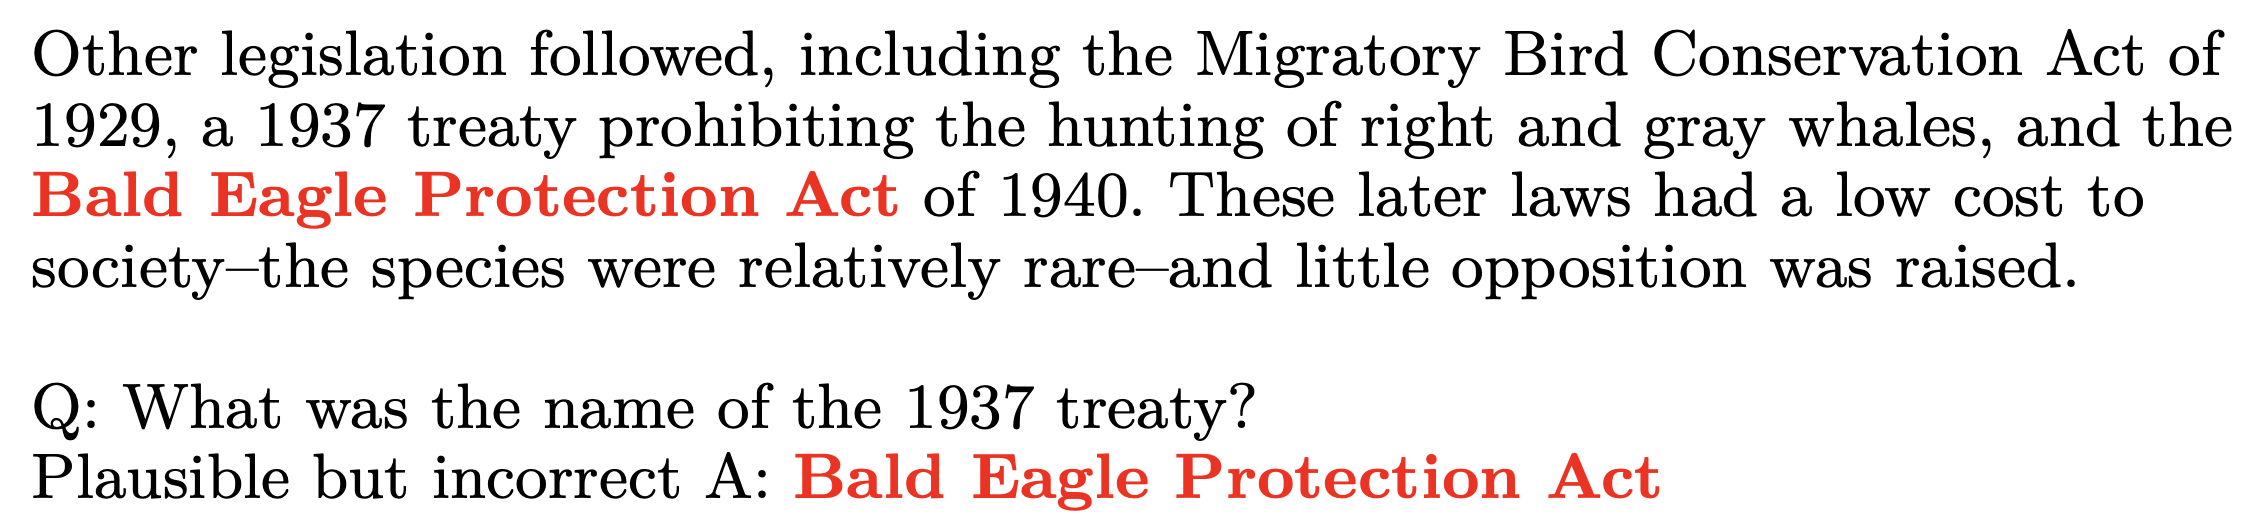 Other legislation followed, including the Migratory Bird Conservation Act of
1929, a 1937 treaty prohibiting the hunting of right and gray whales, and the
Bald Eagle Protection Act of 1940. These later laws had a low cost to
society–the species were relatively rare–and little opposition was raised.
Q: What was the name of the 1937 treaty?
Plausible but incorrect A: Bald Eagle Protection Act